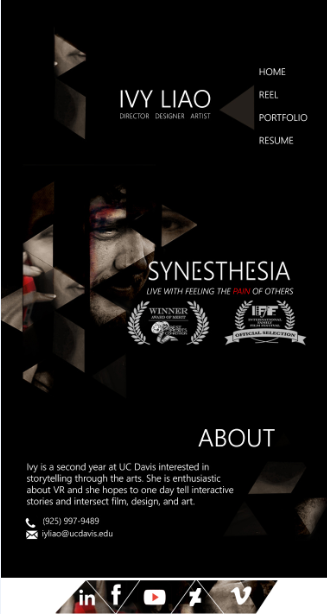 HOME
REEL
IVY LIAO
DIRECTOR DESIGNER ARTIST
PORTFOLIO
RESUME
SYNESTHESIA
LIVE WITH FEELING THE PAIN OF OTHERS
WINNER
AWARD OF MERIT
OFFICIAL SELECTION
ABOUT
Ivy is a second year at UC Davis interested in
storytelling through the arts. She is enthusiastic
about VR and she hopes to one day tell interactive
stories and intersect film, design, and art.
(925) 997-9489
iyliao@ucdavis.edu
in
f